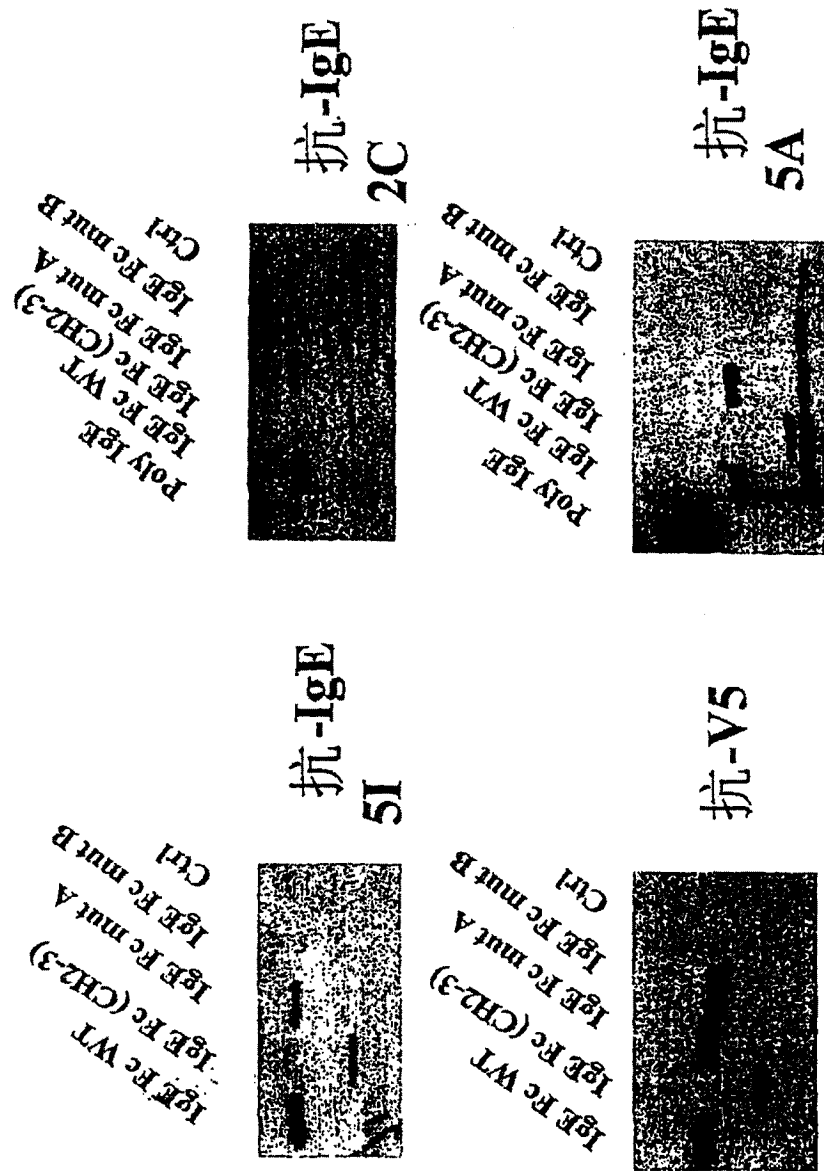 IgE Fc WT
IgE Fc (CH2-3)
IgE Fc mut A
IgE Fc mut B
Ctrl
抗-IgE
5I
Poly IgE
IgE Fc WT
IgE Fc (CH2-3)
IgE Fc mut A
IgE Fc mut B
Ctrl
抗-IgE
2C
IgE Fc WT
IgE Fc (CH2-3)
IgE Fc mut A
IgE Fc mut B
Ctrl
抗-V5
Poly IgE
IgE Fc WT
IgE Fc (CH2-3)
IgE Fc mut A
IgE Fc mut B
Ctrl
抗-IgE
5A